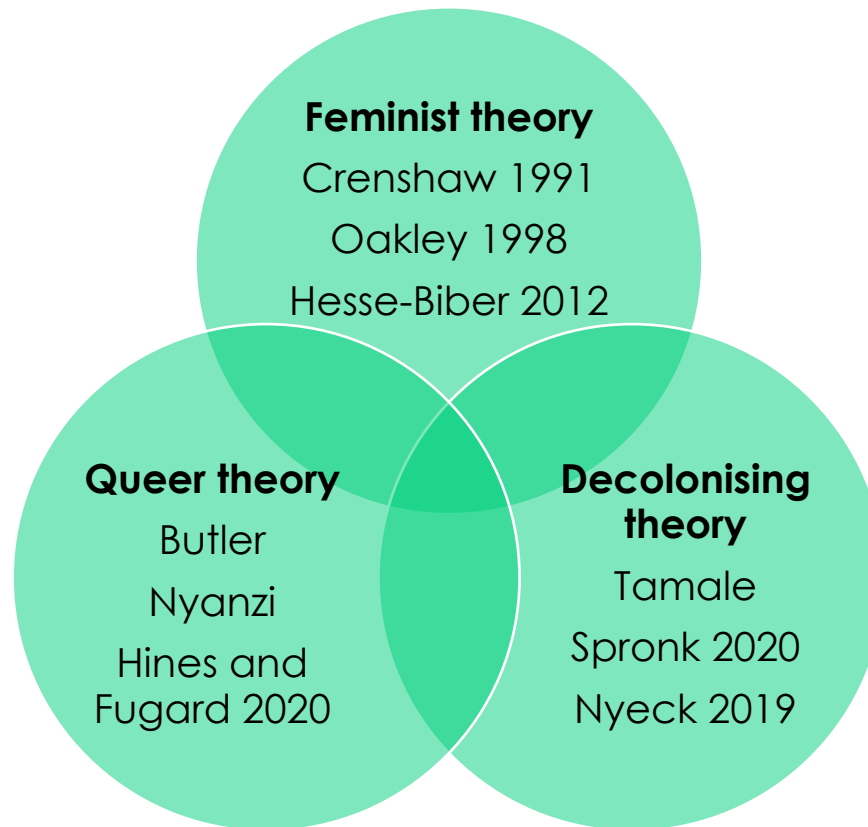 Feminist theory
Crenshaw 1991
Oakley 1998
Hesse-Biber 2012
Queer theory
Butler
Nyanzi
Hines and
Fugard 2020
Decolonising
theory
Tamale
Spronk 2020
Nyeck 2019